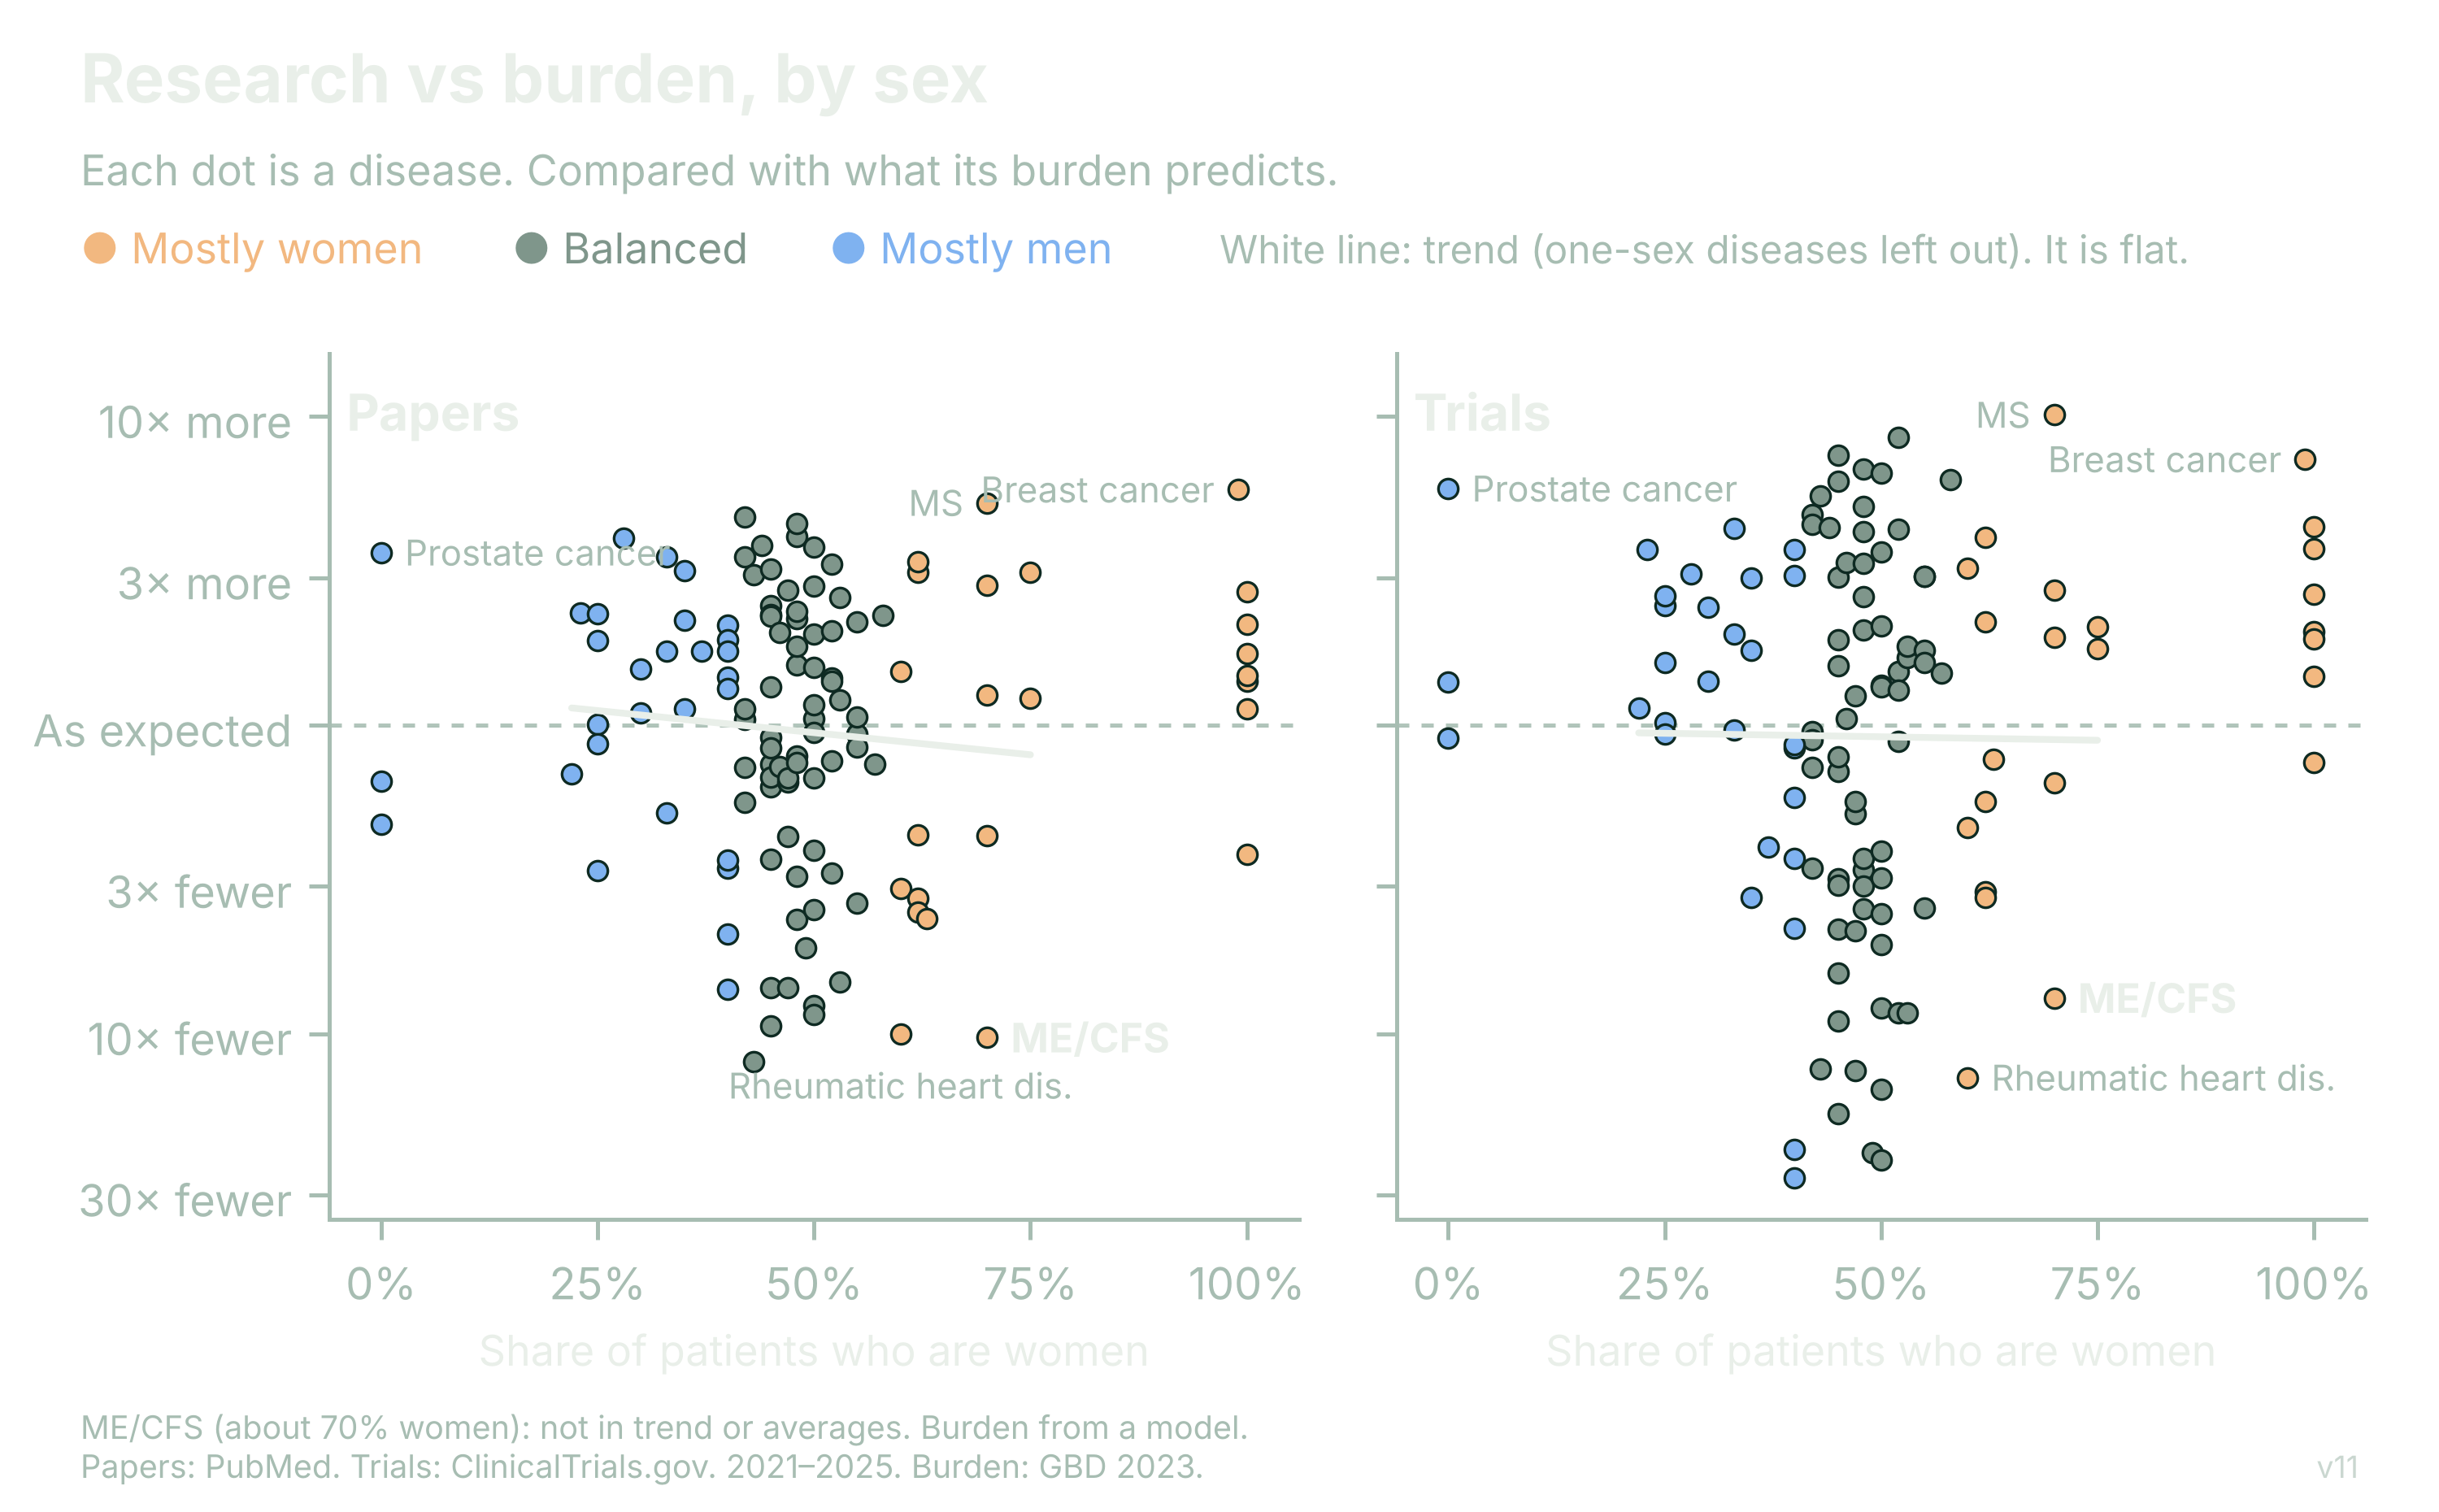 Research vs burden, by sex
Each dot is a disease. Compared with what its burden predicts.
Mostly women Balanced Mostly men White line: trend (one-sex diseases left out). It is flat.
Papers
10× more
3× more
As expected
3× fewer
10× fewer
30× fewer
MS
Breast cancer
Prostate cancer
ME/CFS
Rheumatic heart dis.
0% 25% 50% 75% 100%
Share of patients who are women
Trials
MS
Breast cancer
Prostate cancer
ME/CFS
Rheumatic heart dis.
0% 25% 50% 75% 100%
Share of patients who are women
ME/CFS (about 70% women): not in trend or averages. Burden from a model.
Papers: PubMed. Trials: ClinicalTrials.gov. 2021–2025. Burden: GBD 2023.
v11